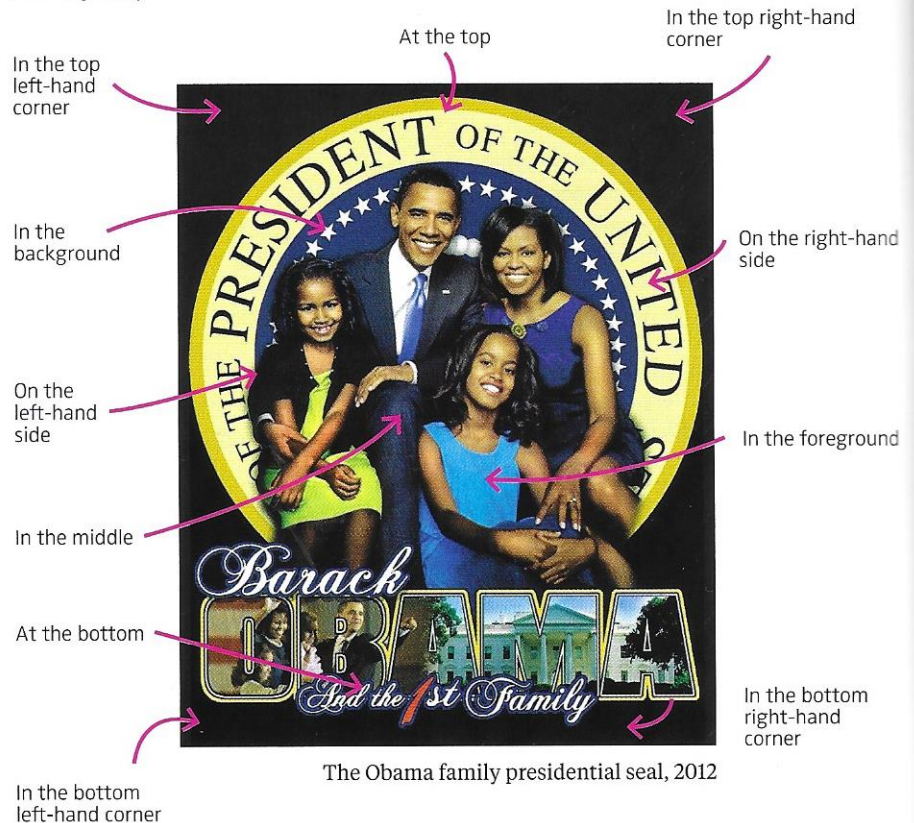 In the top right-hand
corner
At the top
In the top
left-hand
corner
OF THE PRESIDENT OF THE UNITED S
In the
background
On the right-hand
side
On the
left-hand
side
In the foreground
In the middle
Barack
OBAMA
At the bottom
And the 1st Family
In the bottom
right-hand
corner
The Obama family presidential seal, 2012
In the bottom
left-hand corner